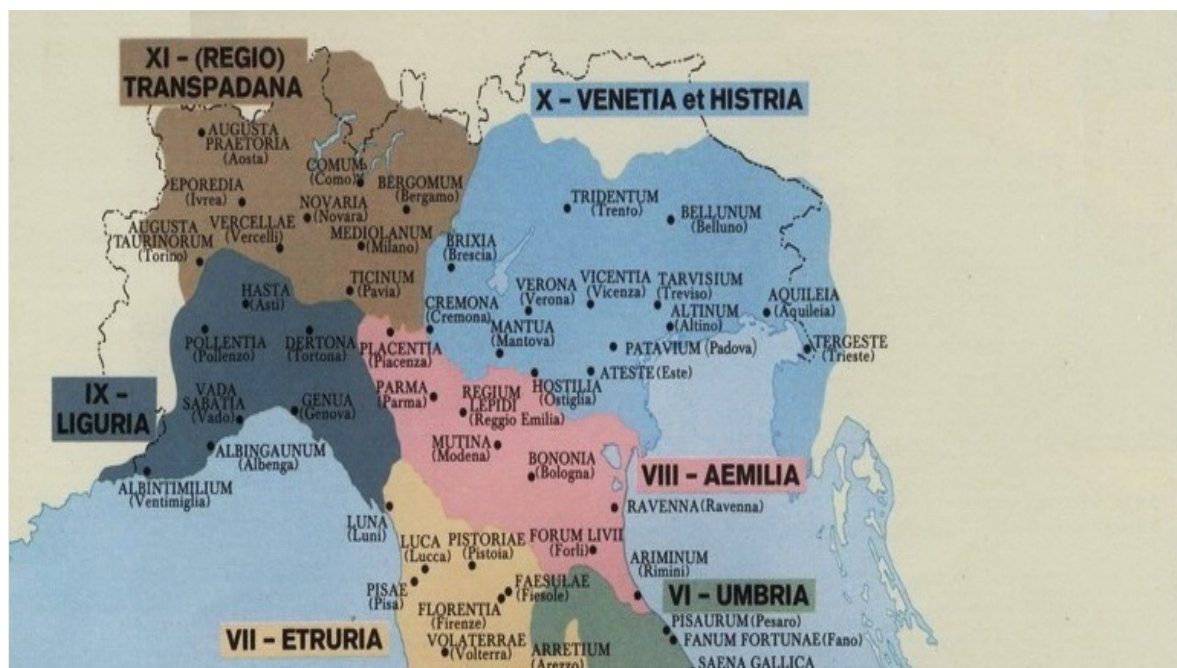 XI – (REGIO)
TRANSPADANA
X – VENETIA et HISTRIA
AUGUSTA
PRAETORIA
(Aosta)
COMUM
(Como)
BERGOMUM
(Bergamo)
EPOREDIA
(Ivrea)
NOVARIA
(Novara)
TRIDENTUM
(Trento)
BELLUNUM
(Belluno)
AUGUSTA
TAURINORUM
(Torino)
VERCELLAE
(Vercelli)
MEDIOLANUM
(Milano)
BRIXIA
(Brescia)
TICINUM
(Pavia)
VERONA
(Verona)
VICENTIA
(Vicenza)
TARVISIUM
(Treviso)
HASTA
(Asti)
CREMONA
(Cremona)
ALTINUM
(Altino)
AQUILEIA
(Aquileia)
POLLENTIA
(Pollenzo)
DERTONA
(Tortona)
PLACENTIA
(Piacenza)
MANTUA
(Mantova)
PATAVIUM (Padova)
TERGESTE
(Trieste)
HOSTILIA
(Ostiglia)
ATESTE (Este)
IX –
LIGURIA
VADA
SABATIA
(Vado)
GENUA
(Genova)
PARMA
(Parma)
REGIUM
LEPIDI
(Reggio Emilia)
ALBINGAUNUM
(Albenga)
MUTINA
(Modena)
BONONIA
(Bologna)
VIII – AEMILIA
ALBINTIMILIUM
(Ventimiglia)
LUNA
(Luni)
RAVENNA (Ravenna)
LUCA
(Lucca)
PISTORIAE
(Pistoia)
FORUM LIVII
(Forlì)
ARIMINUM
(Rimini)
PISAE
(Pisa)
FAESULAE
(Fiesole)
FLORENTIA
(Firenze)
VI – UMBRIA
VII – ETRURIA
VOLATERRAE
(Volterra)
ARRETIUM
(Arezzo)
PISAURUM (Pesaro)
FANUM FORTUNAE (Fano)
SAENA GALLICA